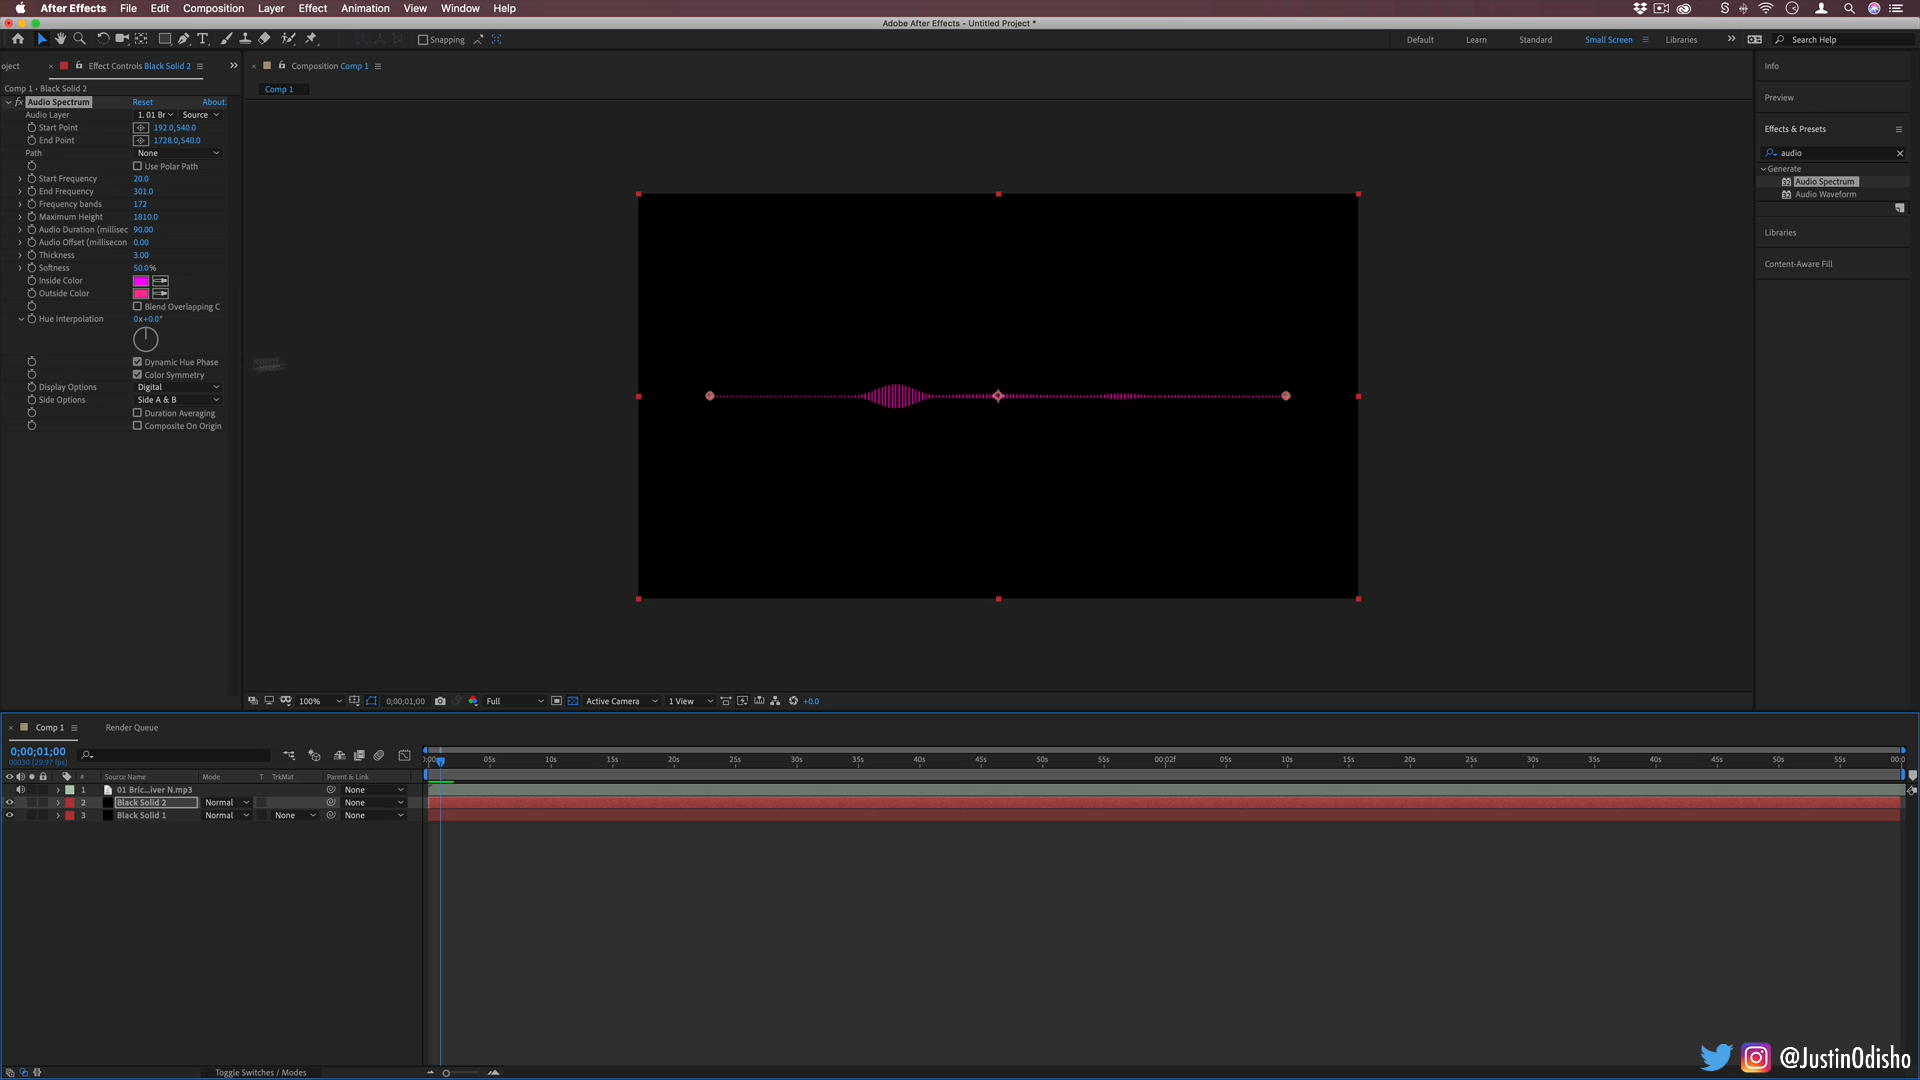 After Effects File Edit Composition Layer Effect Animation View Window Help
Adobe After Effects - Untitled Project *
Snapping
Default Learn Standard Small Screen Libraries Search Help
oject Effect Controls Black Solid 2
Composition Comp 1
Comp 1
Comp 1 • Black Solid 2
fx Audio Spectrum Reset About.
Audio Layer 1. 01 Br Source
Start Point 192.0,540.0
End Point 1728.0,540.0
Path None
Use Polar Path
Start Frequency 20.0
End Frequency 301.0
Frequency bands 172
Maximum Height 1810.0
Audio Duration (millisec 90.00
Audio Offset (millisecon 0.00
Thickness 3.00
Softness 50.0%
Inside Color
Outside Color
Blend Overlapping C
Hue Interpolation 0x+0.0°
Dynamic Hue Phase
Color Symmetry
Display Options Digital
Side Options Side A & B
Duration Averaging
Composite On Origin
Info
Preview
Effects & Presets
audio
Generate
Audio Spectrum
Audio Waveform
Libraries
Content-Aware Fill
100% 0;00;01;00 Full Active Camera 1 View +0.0
Comp 1 Render Queue
0;00;01;00
00030 (29.97 fps)
# Source Name Mode T TrkMat Parent & Link
1 01 Bric...iver N.mp3 None
2 Black Solid 2 Normal None
3 Black Solid 1 Normal None None
:00 05s 10s 15s 20s 25s 30s 35s 40s 45s 50s 55s 00:02f 05s 10s 15s 20s 25s 30s 35s 40s 45s 50s 55s 00:0
Toggle Switches / Modes
@JustinOdisho